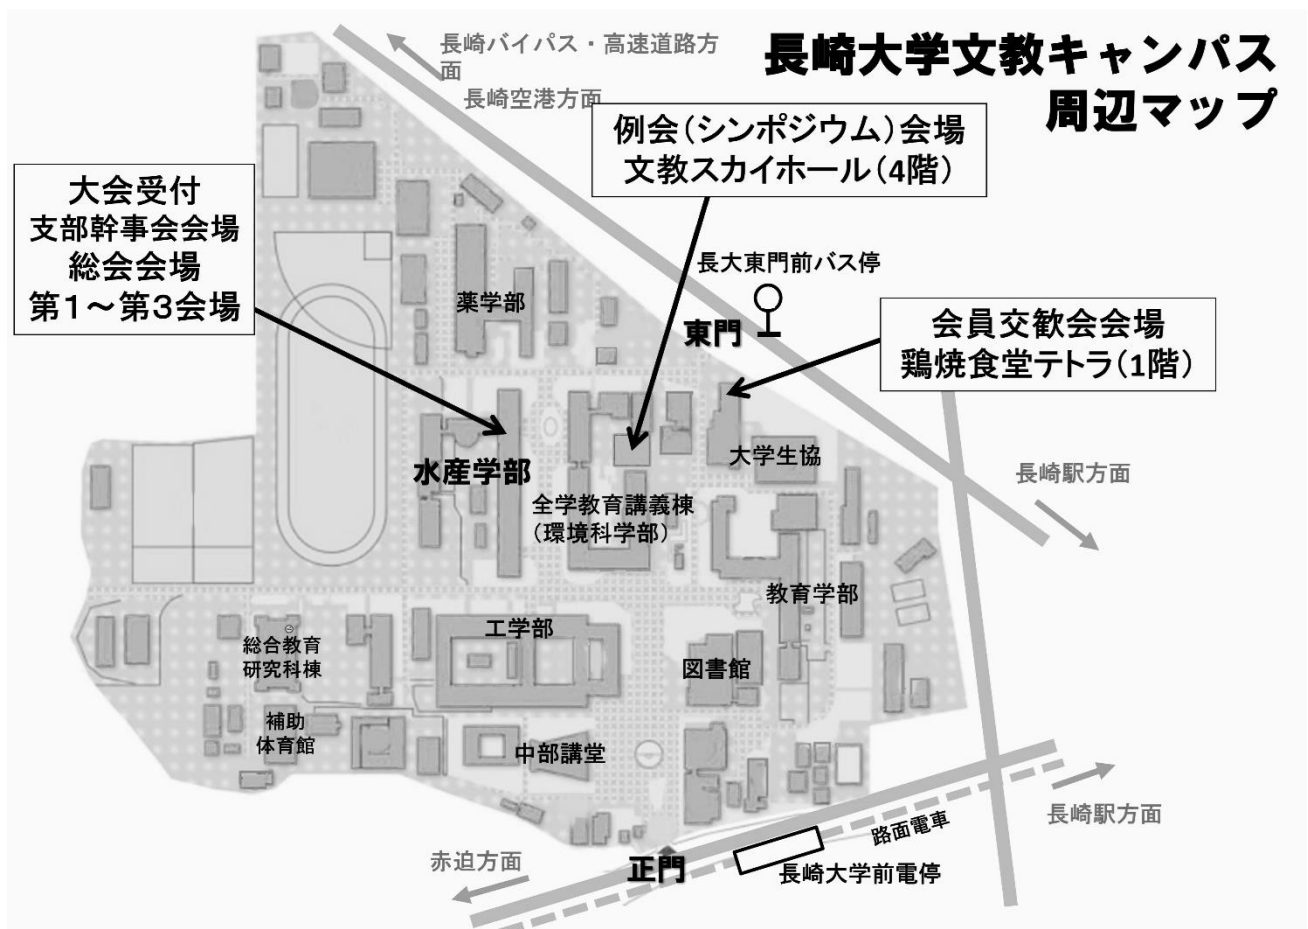 長崎大学文教キャンパス
周辺マップ
長崎バイパス・高速道路方
面
長崎空港方面
例会（シンポジウム）会場
文教スカイホール（4階）
大会受付
支部幹事会会場
総会会場
第１～第３会場
長大東門前バス停
薬学部
東門
会員交歓会会場
鶏焼食堂テトラ（1階）
大学生協
水産学部
長崎駅方面
全学教育講義棟
（環境科学部）
教育学部
工学部
総合教育
研究科棟
図書館
補助
体育館
中部講堂
長崎駅方面
路面電車
赤迫方面
正門
長崎大学前電停